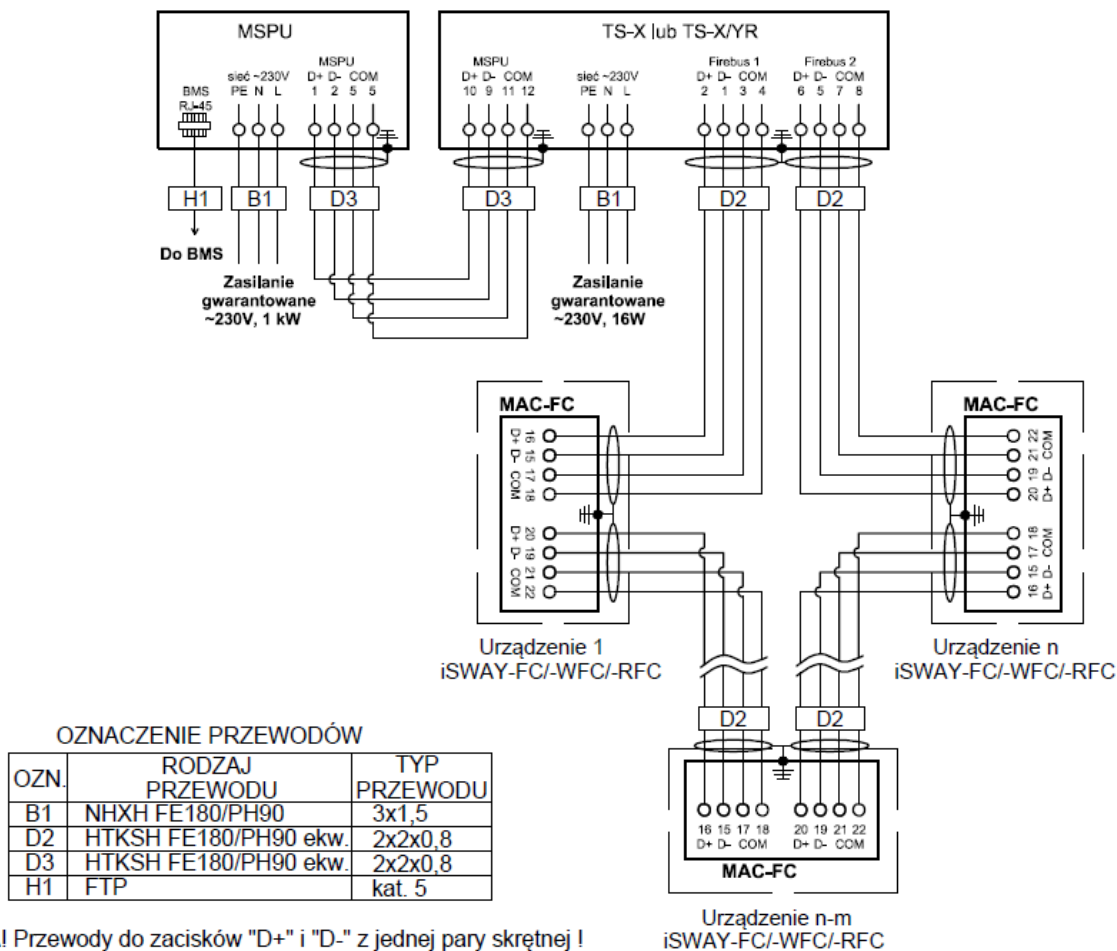 MSPU
TS-X lub TS-X/YR
BMS
RJ-45
sieć ~230V
PE N L
MSPU
D+ D- COM
1 2 5 5
MSPU
D+ D- COM
10 9 11 12
sieć ~230V
PE N L
Firebus 1
D+ D- COM
2 1 3 4
Firebus 2
D+ D- COM
6 5 7 8
H1
B1
D3
D3
B1
D2
D2
Do BMS
Zasilanie
gwarantowane
~230V, 1 kW
Zasilanie
gwarantowane
~230V, 16W
MAC-FC
D+ 16
D- 15
COM 17
18
D+ 20
D- 19
COM 21
22
Urządzenie 1
iSWAY-FC/-WFC/-RFC
MAC-FC
22 COM
21
19 D-
20 D+
18 COM
17
15 D-
16 D+
Urządzenie n
iSWAY-FC/-WFC/-RFC
D2
D2
16 15 17 18
D+ D- COM
20 19 21 22
D+ D- COM
MAC-FC
Urządzenie n-m
iSWAY-FC/-WFC/-RFC
OZNACZENIE PRZEWODÓW
OZN. RODZAJ PRZEWODU TYP PRZEWODU
B1 NHXH FE180/PH90 3x1,5
D2 HTKSH FE180/PH90 ekw. 2x2x0,8
D3 HTKSH FE180/PH90 ekw. 2x2x0,8
H1 FTP kat. 5
! Przewody do zacisków "D+" i "D-" z jednej pary skrętnej !